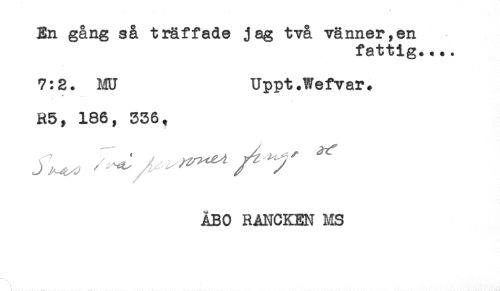 En gång så träffade jag två vänner,en
fattig....
7:2. MU Uppt.Wefvar.
R5, 186, 336.
Svas Två personer fingo se
ÅBO RANCKEN MS